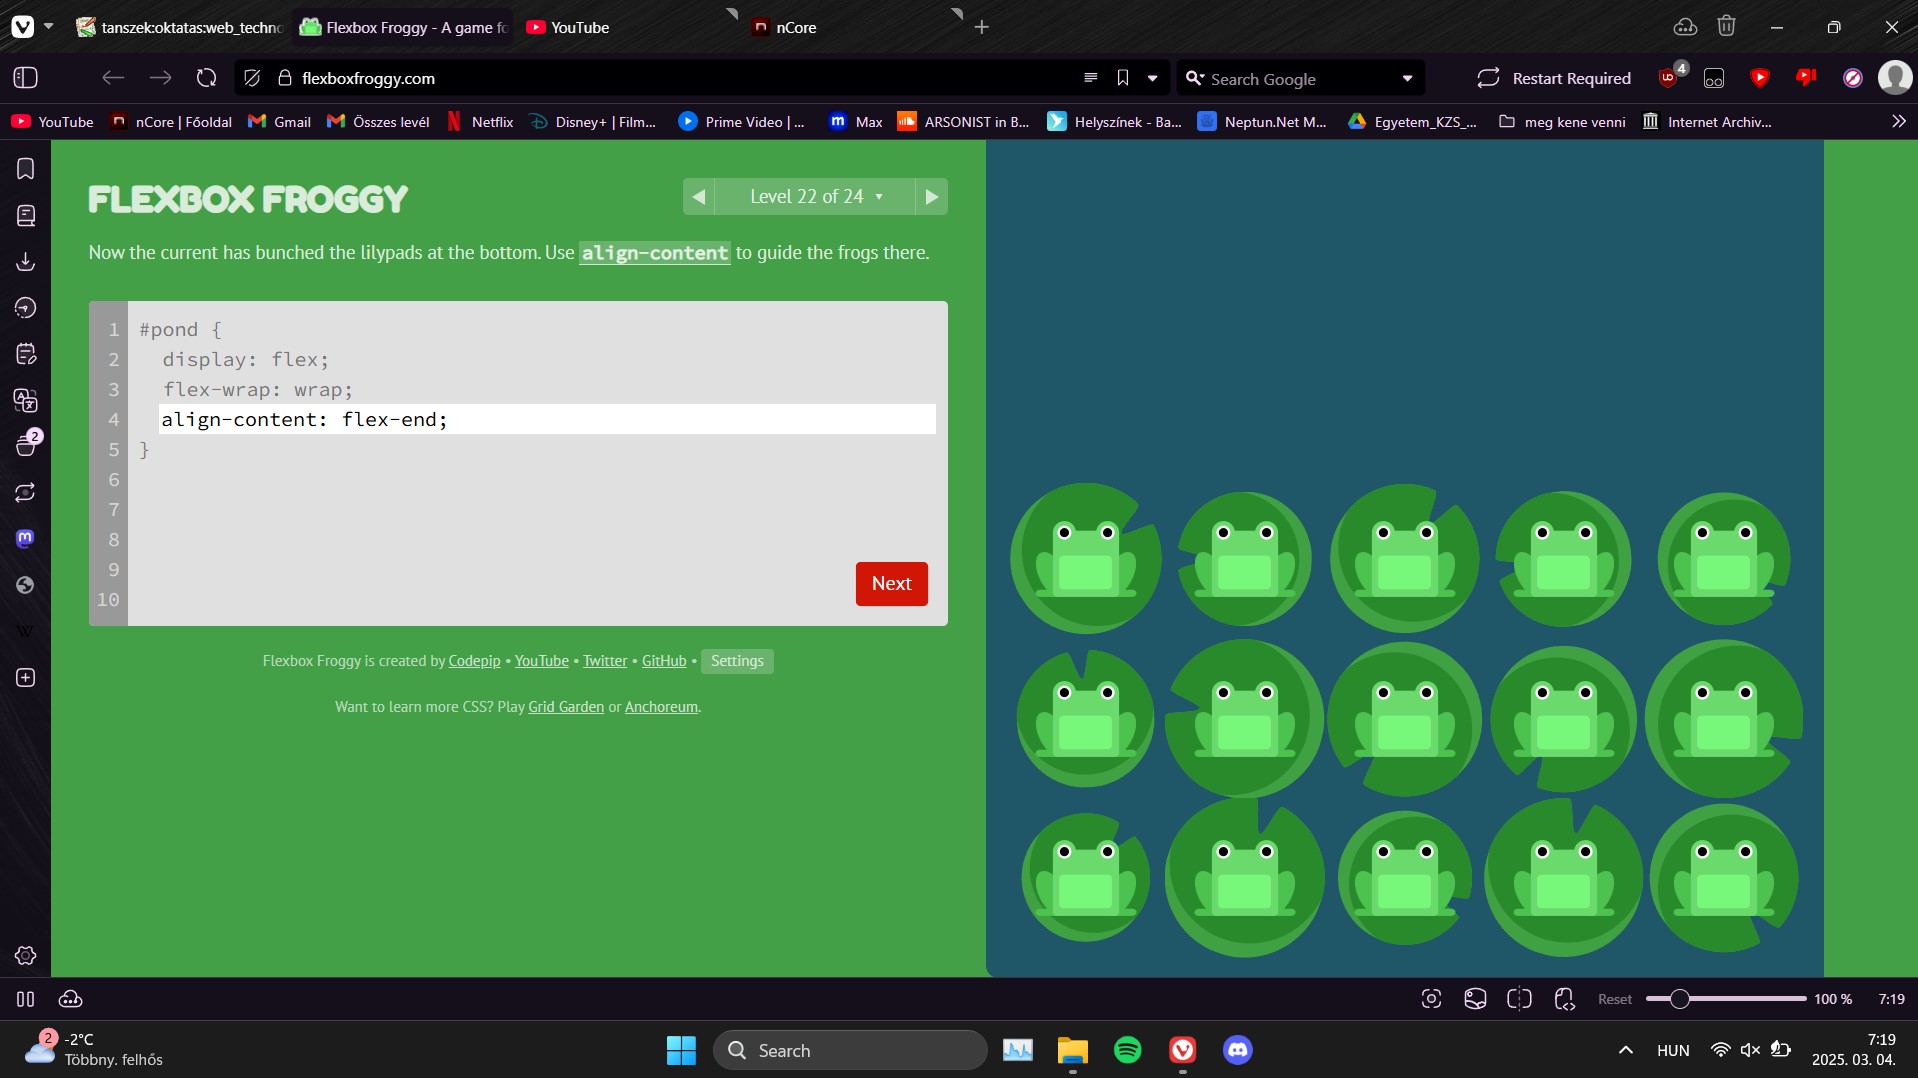 tanszek:oktatas:web_techno
Flexbox Froggy - A game fo
YouTube
nCore
flexboxfroggy.com
Search Google
Restart Required
4
YouTube
nCore | Főoldal
Gmail
Összes levél
Netflix
Disney+ | Film...
Prime Video | ...
Max
ARSONIST in B...
Helyszínek - Ba...
Neptun.Net M...
Egyetem_KZS_...
meg kene venni
Internet Archiv...
FLEXBOX FROGGY
Level 22 of 24
Now the current has bunched the lilypads at the bottom. Use align-content to guide the frogs there.
1 #pond {
2 display: flex;
3 flex-wrap: wrap;
4 align-content: flex-end;
5 }
6
7
8
9
10
Next
Flexbox Froggy is created by Codepip • YouTube • Twitter • GitHub • Settings
Want to learn more CSS? Play Grid Garden or Anchoreum.
2
W
Reset
100 %
7:19
2
-2°C
Többny. felhős
Search
HUN
7:19
2025. 03. 04.